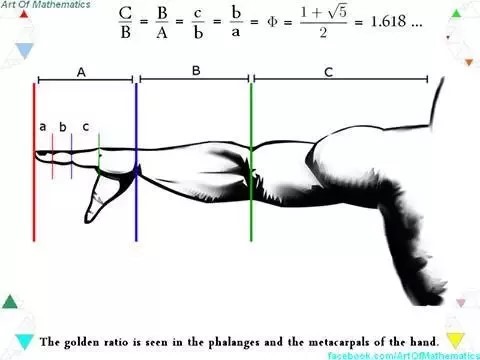 Art Of Mathematics
C/B = B/A = c/b = b/a = Φ = (1 + √5)/2 = 1.618 ...
A B C
a b c
The golden ratio is seen in the phalanges and the metacarpals of the hand.
facebook.com/ArtOfMathematics